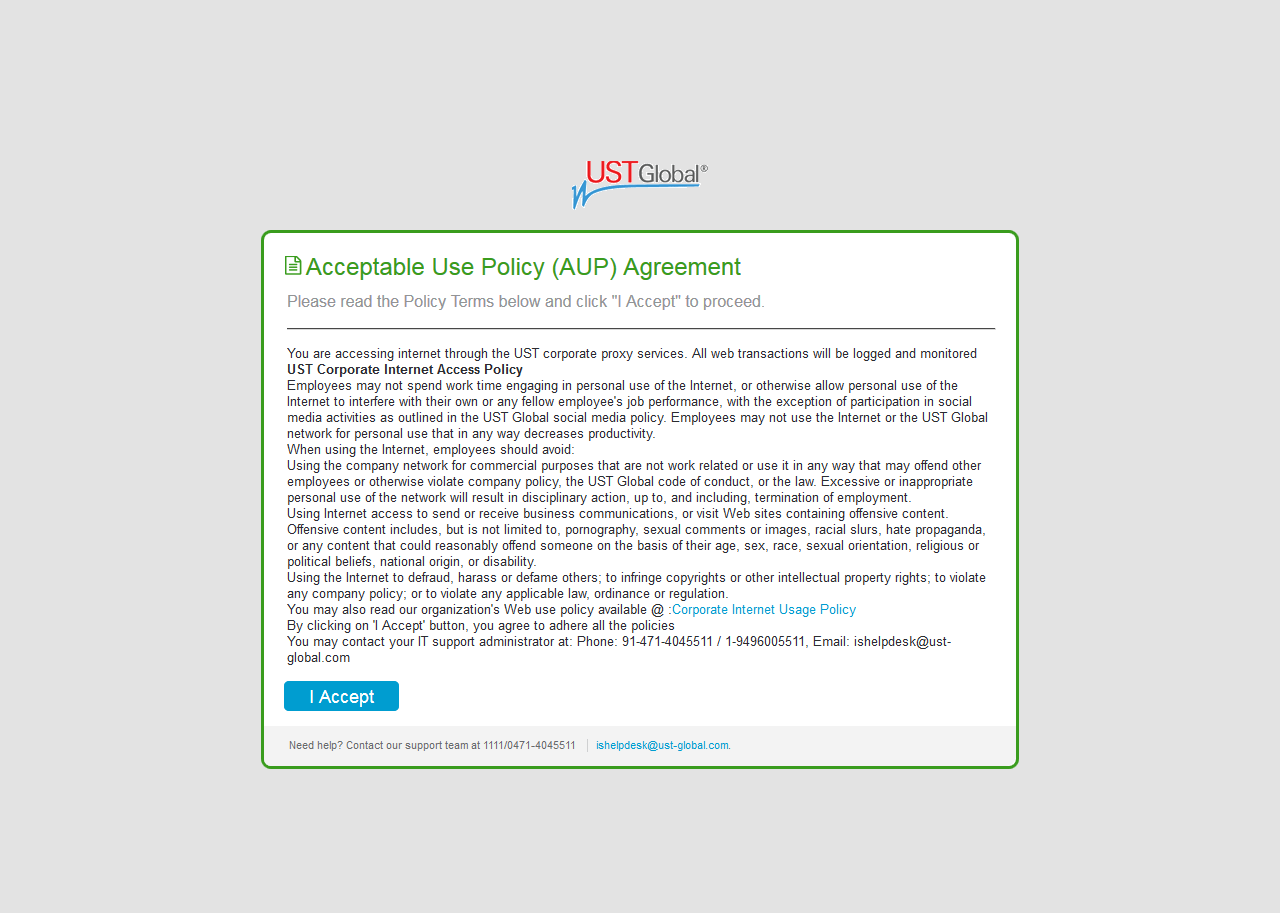 USTGlobal®
Acceptable Use Policy (AUP) Agreement
Please read the Policy Terms below and click "I Accept" to proceed.
You are accessing internet through the UST corporate proxy services. All web transactions will be logged and monitored
UST Corporate Internet Access Policy
Employees may not spend work time engaging in personal use of the Internet, or otherwise allow personal use of the
Internet to interfere with their own or any fellow employee's job performance, with the exception of participation in social
media activities as outlined in the UST Global social media policy. Employees may not use the Internet or the UST Global
network for personal use that in any way decreases productivity.
When using the Internet, employees should avoid:
Using the company network for commercial purposes that are not work related or use it in any way that may offend other
employees or otherwise violate company policy, the UST Global code of conduct, or the law. Excessive or inappropriate
personal use of the network will result in disciplinary action, up to, and including, termination of employment.
Using Internet access to send or receive business communications, or visit Web sites containing offensive content.
Offensive content includes, but is not limited to, pornography, sexual comments or images, racial slurs, hate propaganda,
or any content that could reasonably offend someone on the basis of their age, sex, race, sexual orientation, religious or
political beliefs, national origin, or disability.
Using the Internet to defraud, harass or defame others; to infringe copyrights or other intellectual property rights; to violate
any company policy; or to violate any applicable law, ordinance or regulation.
You may also read our organization's Web use policy available @ :Corporate Internet Usage Policy
By clicking on 'I Accept' button, you agree to adhere all the policies
You may contact your IT support administrator at: Phone: 91-471-4045511 / 1-9496005511, Email: ishelpdesk@ust-
global.com
I Accept
Need help? Contact our support team at 1111/0471-4045511 ishelpdesk@ust-global.com.